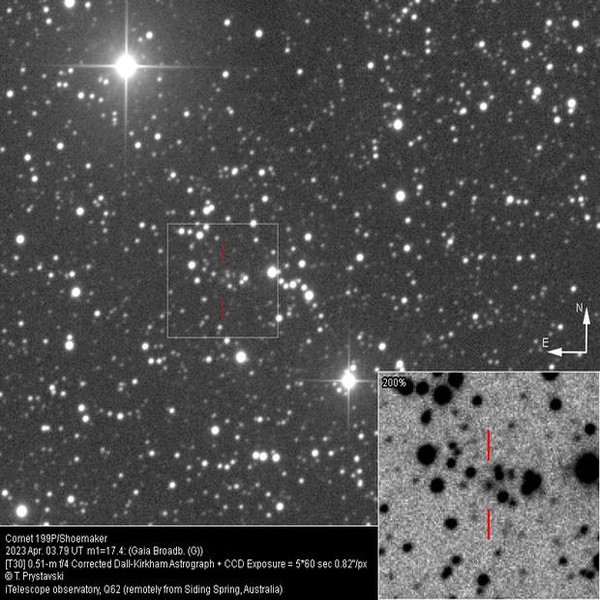 N
E
200%
Comet 199P/Shoemaker
2023 Apr. 03.79 UT m1=17.4: (Gaia Broadb. (G))
[T30] 0.51-m f/4 Corrected Dall-Kirkham Astrograph + CCD Exposure = 5*60 sec 0.82"/px
© T. Prystavski
iTelescope observatory, Q62 (remotely from Siding Spring, Australia)